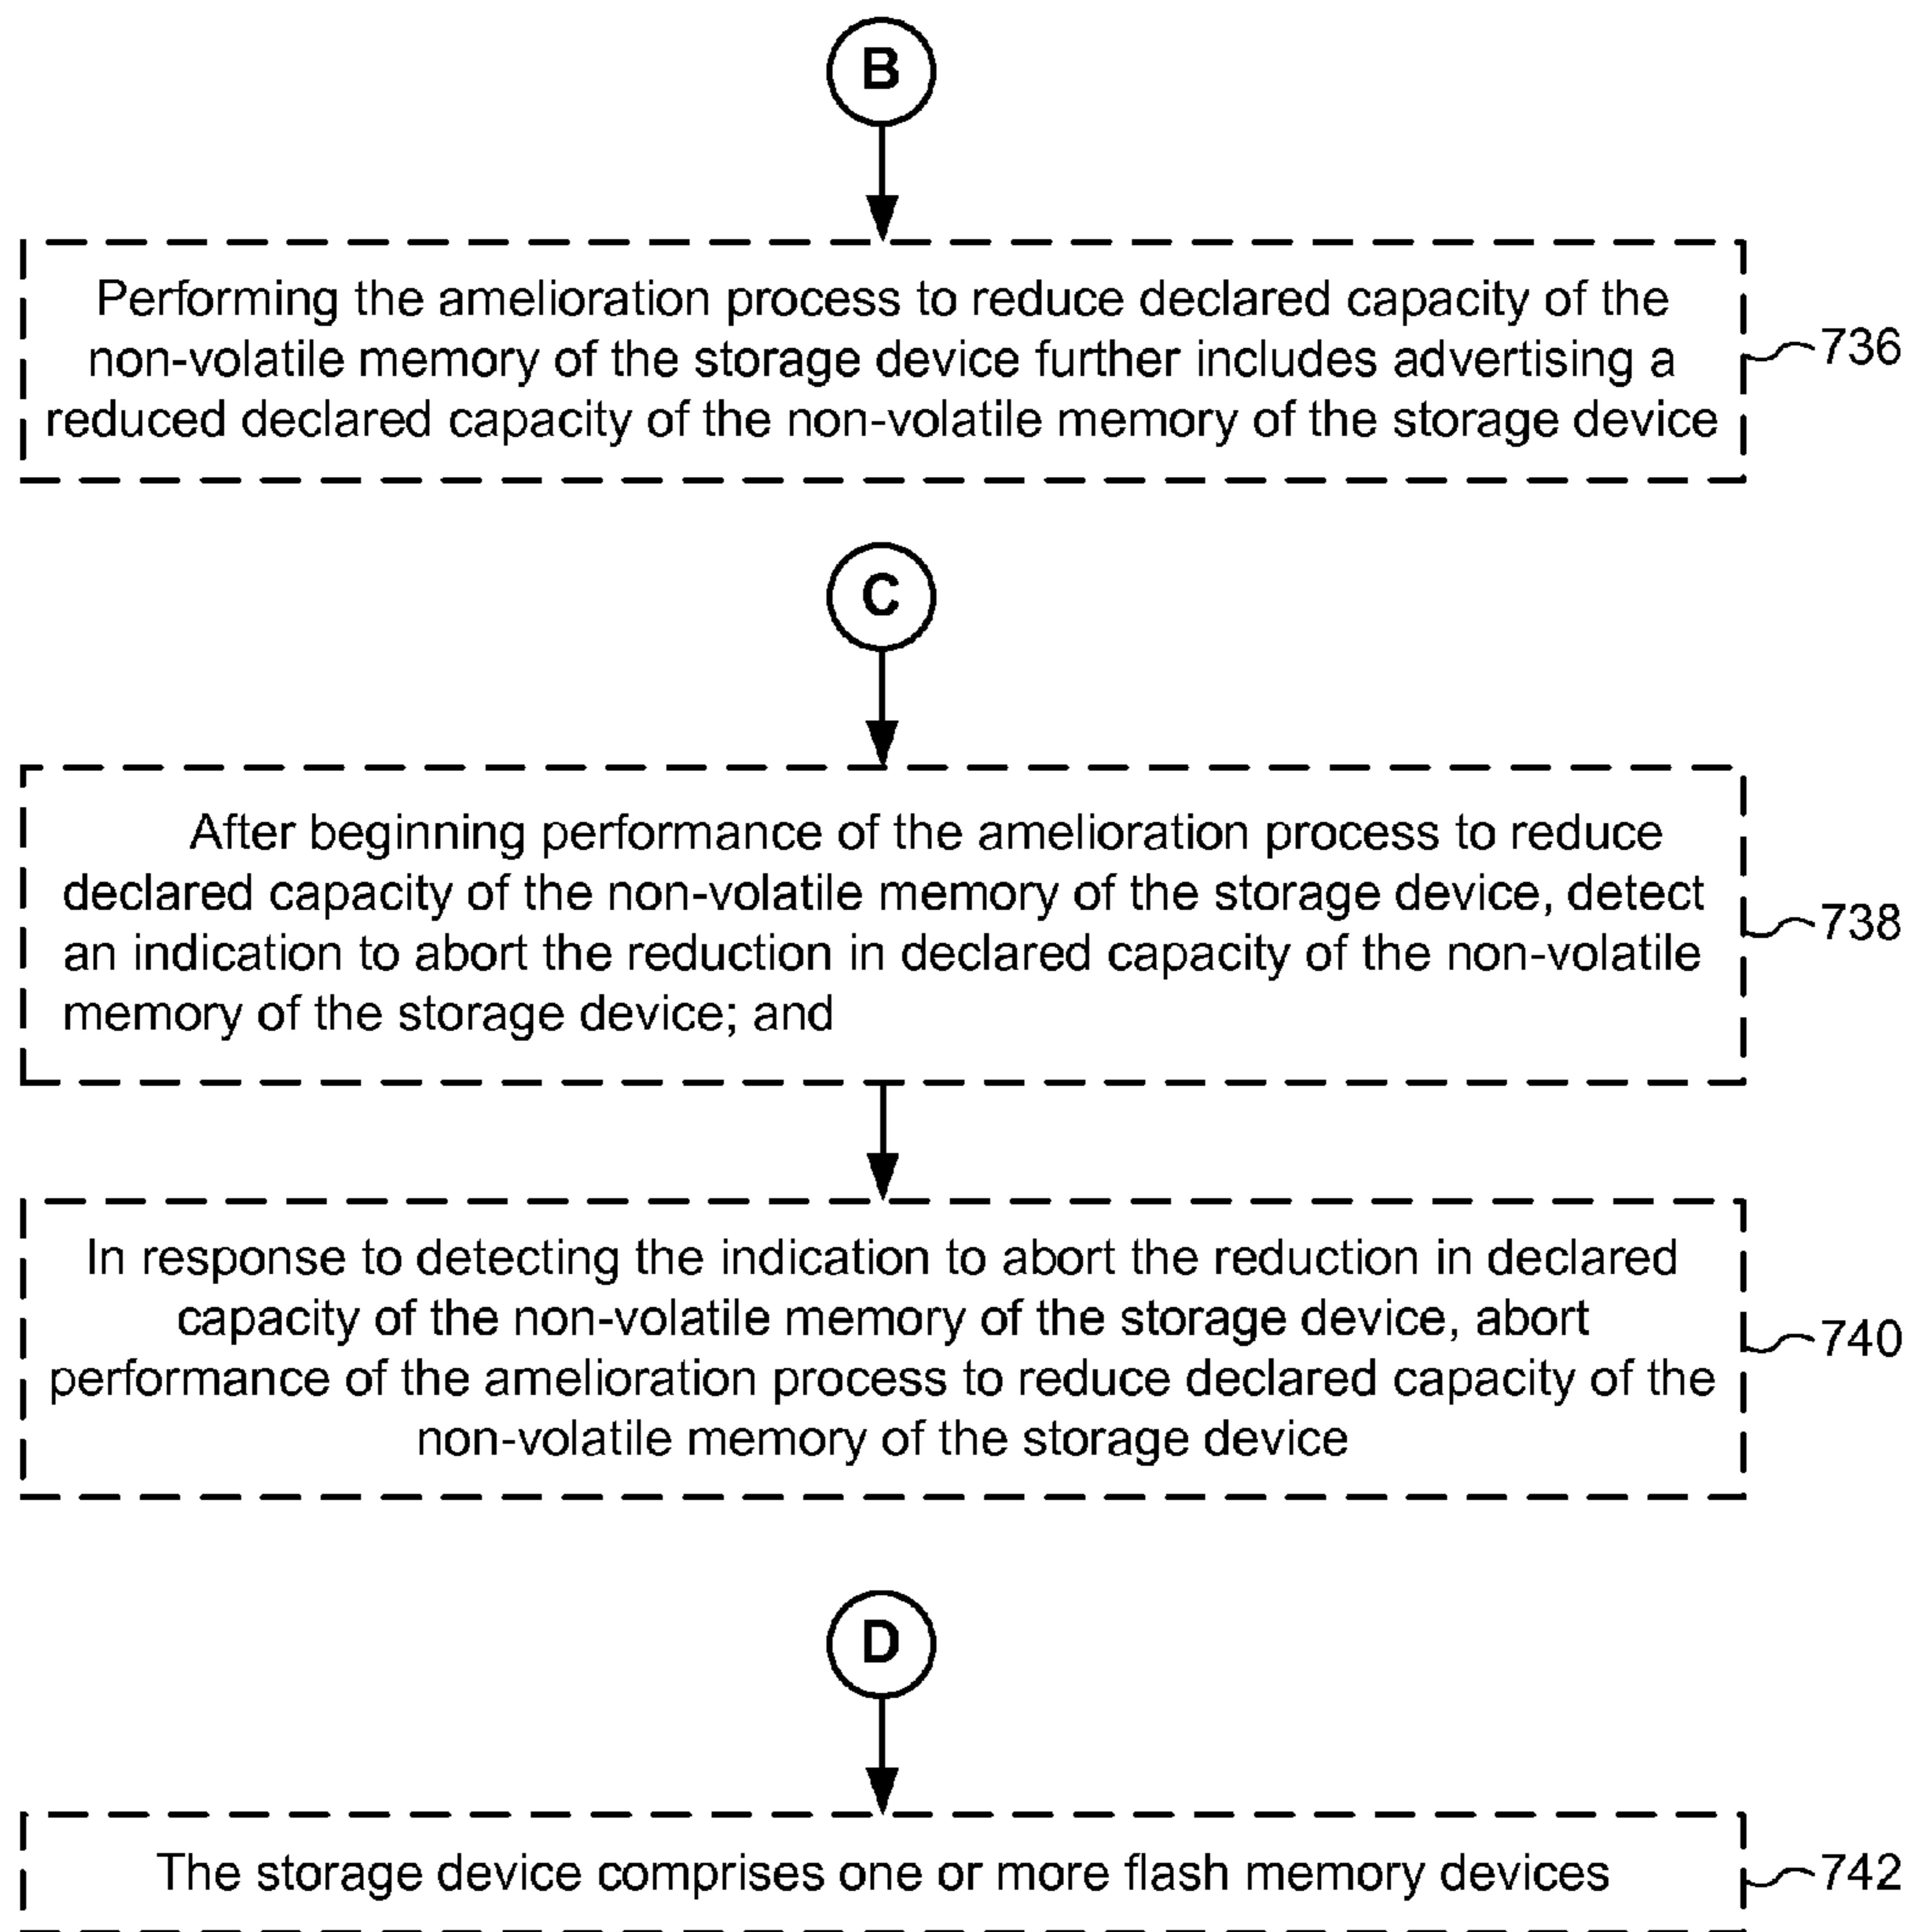 B
Performing the amelioration process to reduce declared capacity of the
non-volatile memory of the storage device further includes advertising a
reduced declared capacity of the non-volatile memory of the storage device
736
C
After beginning performance of the amelioration process to reduce
declared capacity of the non-volatile memory of the storage device, detect
an indication to abort the reduction in declared capacity of the non-volatile
memory of the storage device; and
738
In response to detecting the indication to abort the reduction in declared
capacity of the non-volatile memory of the storage device, abort
performance of the amelioration process to reduce declared capacity of the
non-volatile memory of the storage device
740
D
The storage device comprises one or more flash memory devices
742